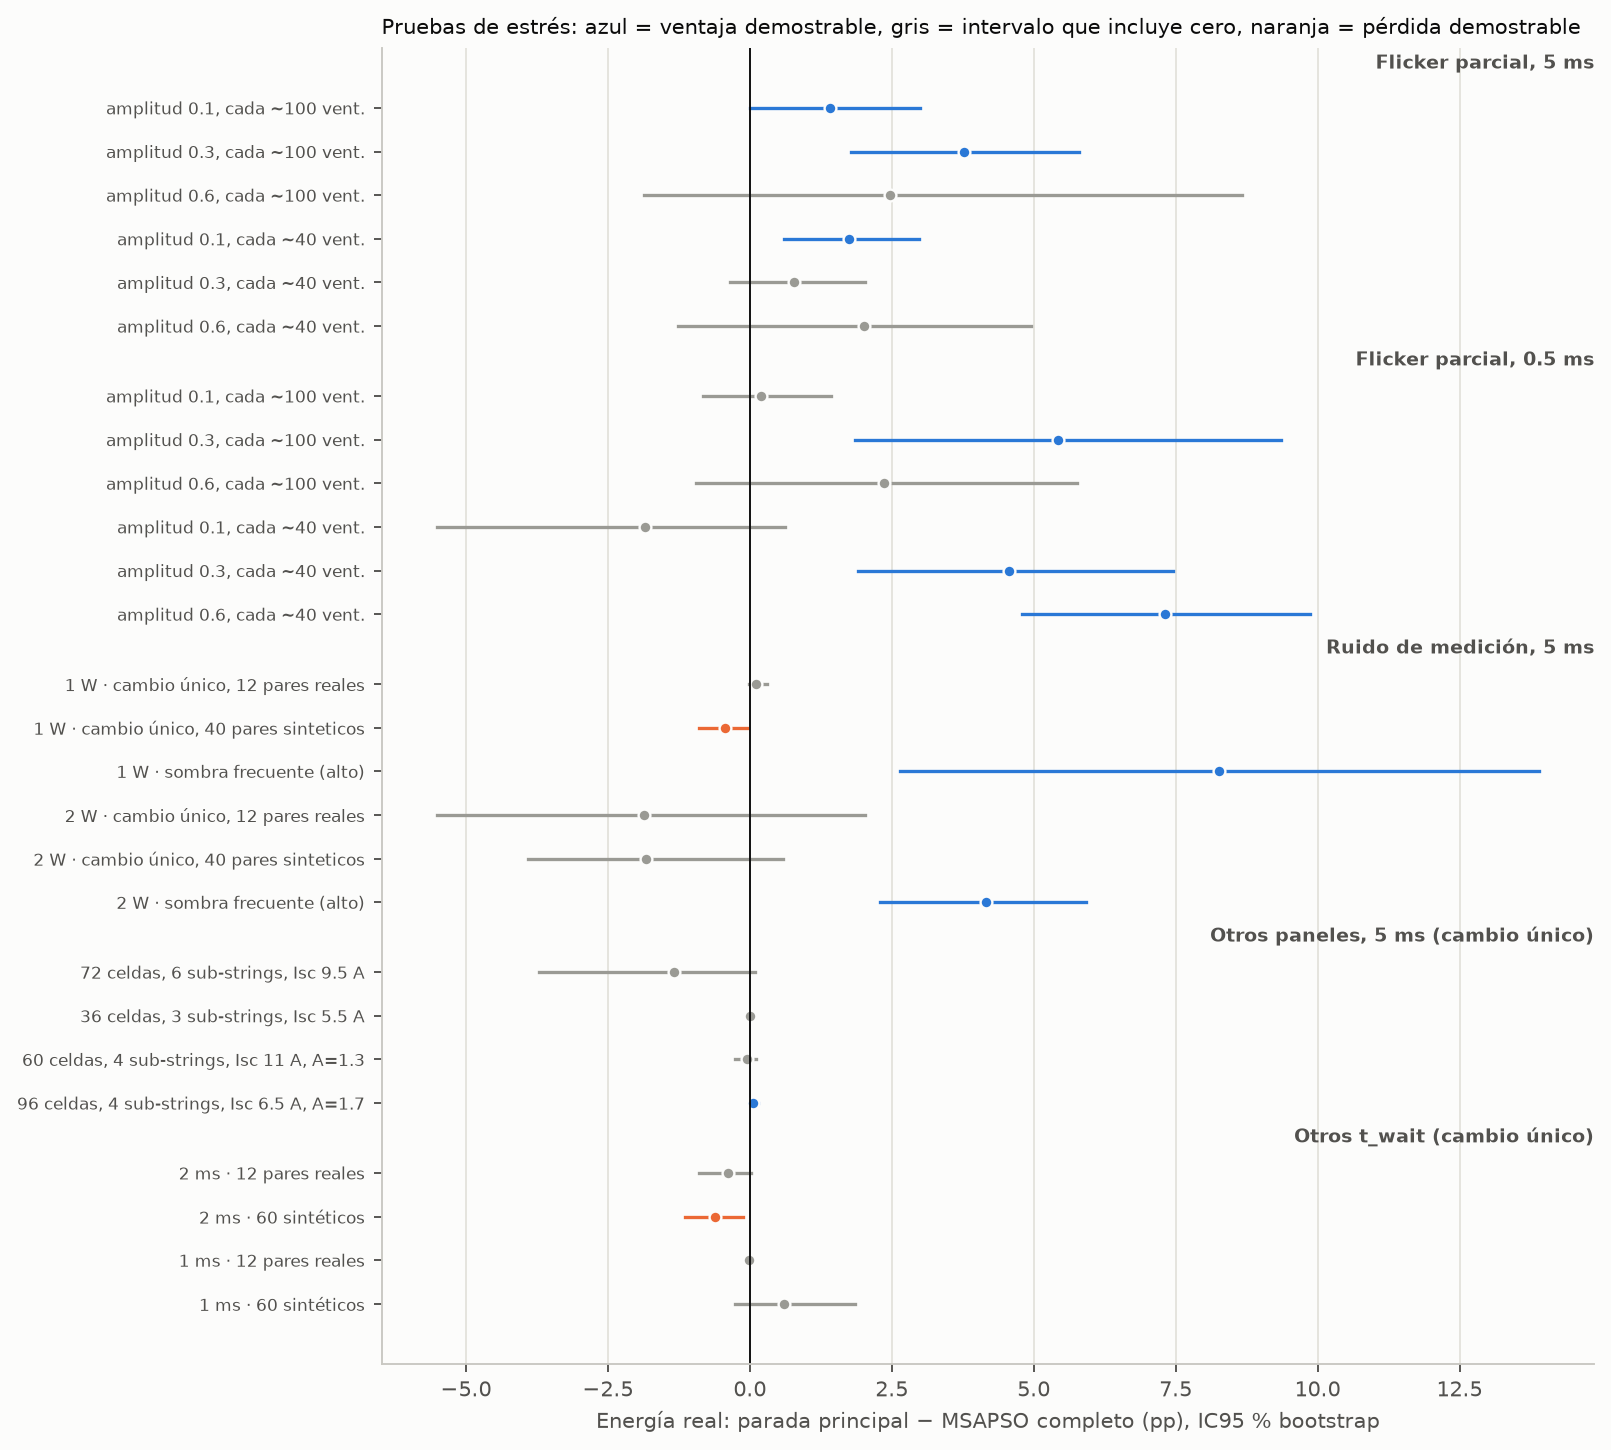 Pruebas de estrés: azul = ventaja demostrable, gris = intervalo que incluye cero, naranja = pérdida demostrable
Flicker parcial, 5 ms
amplitud 0.1, cada ~100 vent.
amplitud 0.3, cada ~100 vent.
amplitud 0.6, cada ~100 vent.
amplitud 0.1, cada ~40 vent.
amplitud 0.3, cada ~40 vent.
amplitud 0.6, cada ~40 vent.
Flicker parcial, 0.5 ms
amplitud 0.1, cada ~100 vent.
amplitud 0.3, cada ~100 vent.
amplitud 0.6, cada ~100 vent.
amplitud 0.1, cada ~40 vent.
amplitud 0.3, cada ~40 vent.
amplitud 0.6, cada ~40 vent.
Ruido de medición, 5 ms
1 W · cambio único, 12 pares reales
1 W · cambio único, 40 pares sinteticos
1 W · sombra frecuente (alto)
2 W · cambio único, 12 pares reales
2 W · cambio único, 40 pares sinteticos
2 W · sombra frecuente (alto)
Otros paneles, 5 ms (cambio único)
72 celdas, 6 sub-strings, Isc 9.5 A
36 celdas, 3 sub-strings, Isc 5.5 A
60 celdas, 4 sub-strings, Isc 11 A, A=1.3
96 celdas, 4 sub-strings, Isc 6.5 A, A=1.7
Otros t_wait (cambio único)
2 ms · 12 pares reales
2 ms · 60 sintéticos
1 ms · 12 pares reales
1 ms · 60 sintéticos
−5.0 −2.5 0.0 2.5 5.0 7.5 10.0 12.5
Energía real: parada principal − MSAPSO completo (pp), IC95 % bootstrap